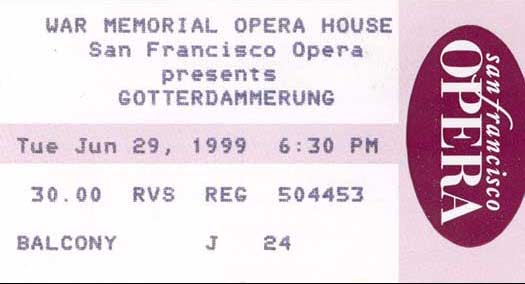 WAR MEMORIAL OPERA HOUSE
San Francisco Opera
presents
GOTTERDAMMERUNG
Tue Jun 29, 1999 6:30 PM
30.00 RVS REG 504453
BALCONY J 24
san francisco
OPERA